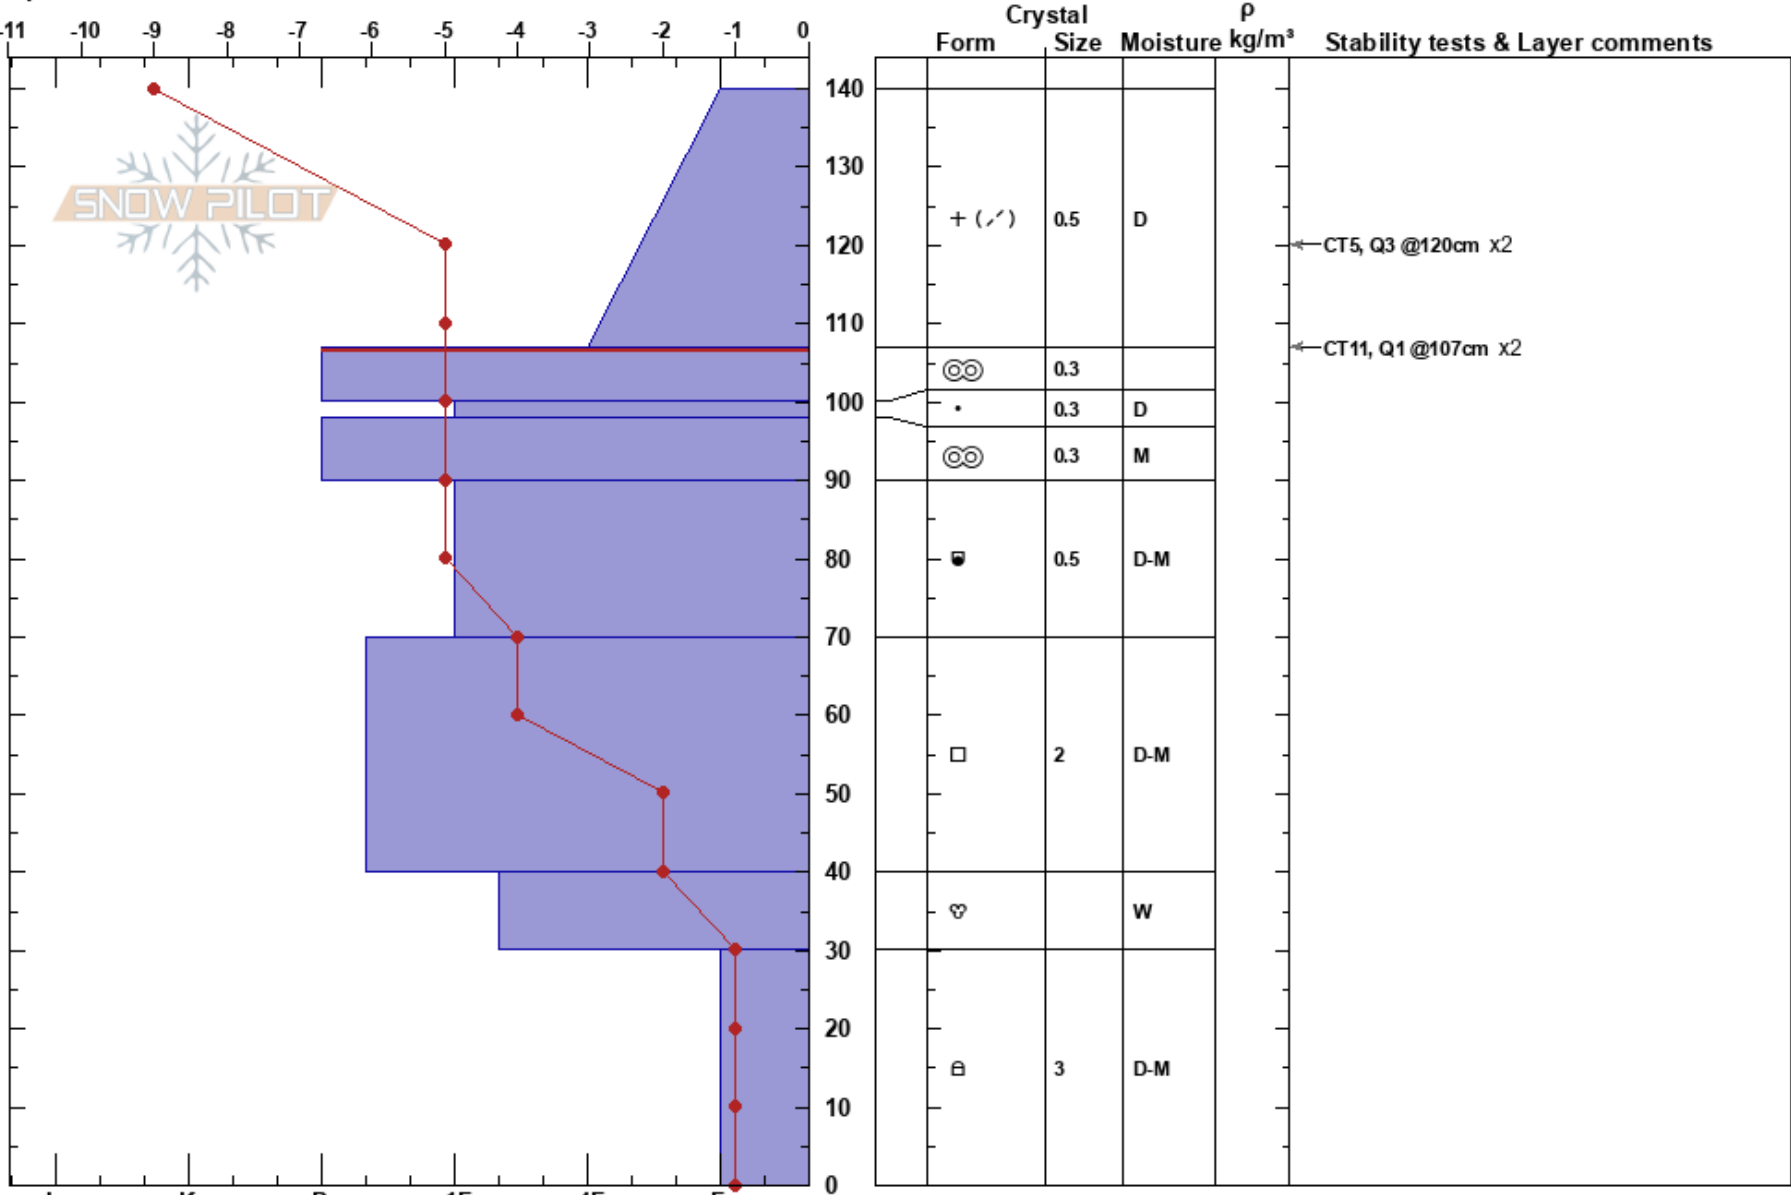 Crystal ρ
-11 -10 -9 -8 -7 -6 -5 -4 -3 -2 -1 0 Form Size Moisture kg/m³ Stability tests & Layer comments
140
130
SNOW PILOT
+ (⟋) 0.5 D
120 CT5, Q3 @120cm x2
110
CT11, Q1 @107cm x2
0.3
100
0.3 D
0.3 M
90
80 0.5 D-M
70
60
2 D-M
50
40
W
30
20
3 D-M
10
0